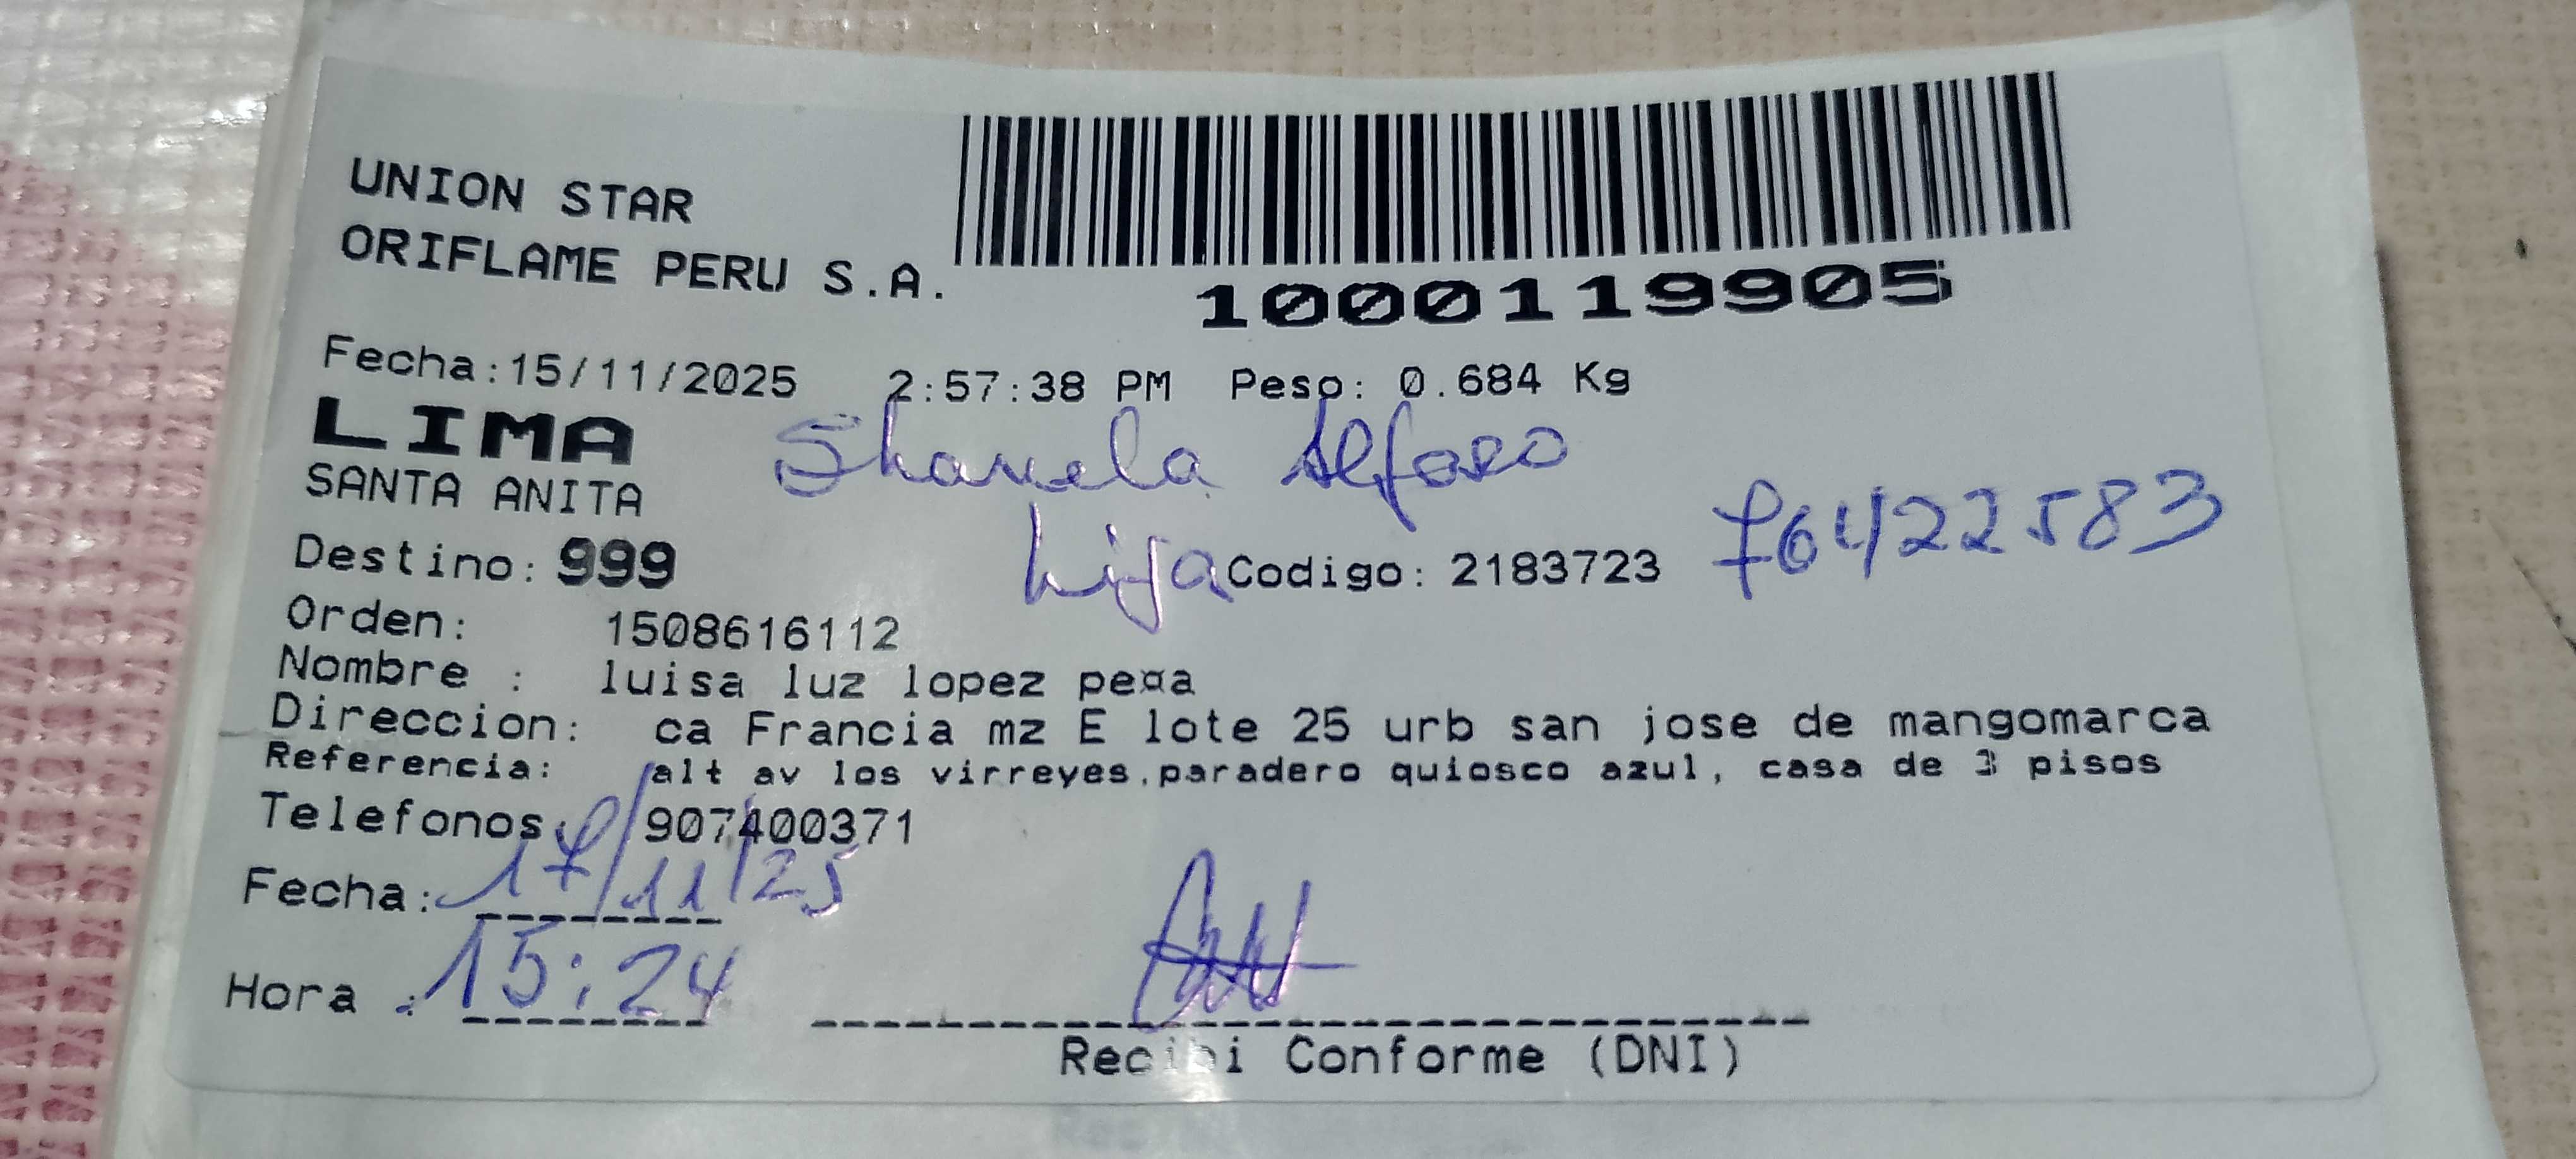 UNION STAR
ORIFLAME PERU S.A.
1000119905
Fecha:15/11/2025 2:57:38 PM Peso: 0.684 Kg
LIMA
SANTA ANITA
Destino: 999
Hija
Codigo: 2183723
76422583
Orden: 1508616112
Nombre : luisa luz lopez pe¤a
Direccion: ca Francia mz E lote 25 urb san jose de mangomarca
Referencia: alt av los virreyes,paradero quiosco azul, casa de 3 pisos
Telefonos 907400371
Fecha: 17/11/25
Hora : 15:24
Recibi Conforme (DNI)